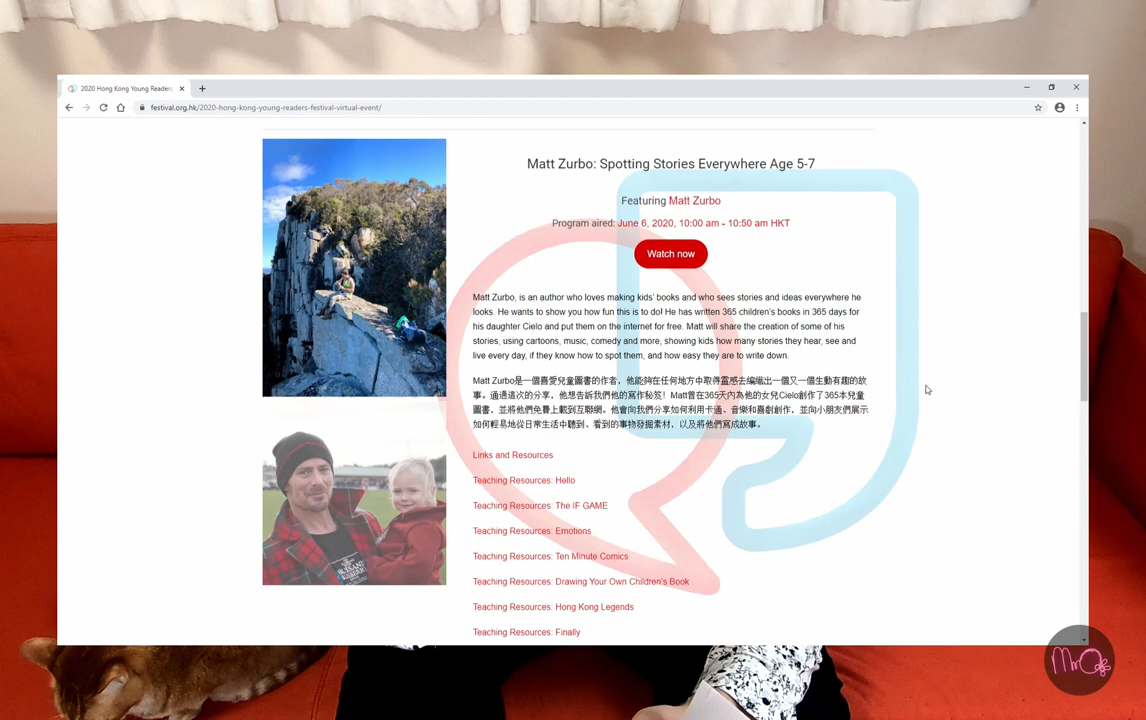 2020 Hong Kong Young Readers
festival.org.hk/2020-hong-kong-young-readers-festival-virtual-event/
Matt Zurbo: Spotting Stories Everywhere Age 5-7
Featuring Matt Zurbo
Program aired: June 6, 2020, 10:00 am - 10:50 am HKT
Watch now
Matt Zurbo, is an author who loves making kids' books and who sees stories and ideas everywhere he
looks. He wants to show you how fun this is to do! He has written 365 children's books in 365 days for
his daughter Cielo and put them on the internet for free. Matt will share the creation of some of his
stories, using cartoons, music, comedy and more, showing kids how many stories they hear, see and
live every day, if they know how to spot them, and how easy they are to write down.
Matt Zurbo是一個喜愛兒童圖書的作者，他能夠在任何地方中取得靈感去編織出一個又一個生動有趣的故
事。通過這次的分享，他想告訴我們他的寫作秘笈！Matt曾在365天內為他的女兒Cielo創作了365本兒童
圖書，並將他們免費上載到互聯網。他會向我們分享如何利用卡通、音樂和喜劇創作，並向小朋友們展示
如何輕易地從日常生活中聽到、看到的事物發掘素材，以及將他們寫成故事。
Links and Resources
Teaching Resources: Hello
Teaching Resources: The IF GAME
Teaching Resources: Emotions
Teaching Resources: Ten Minute Comics
Teaching Resources: Drawing Your Own Children's Book
Teaching Resources: Hong Kong Legends
Teaching Resources: Finally